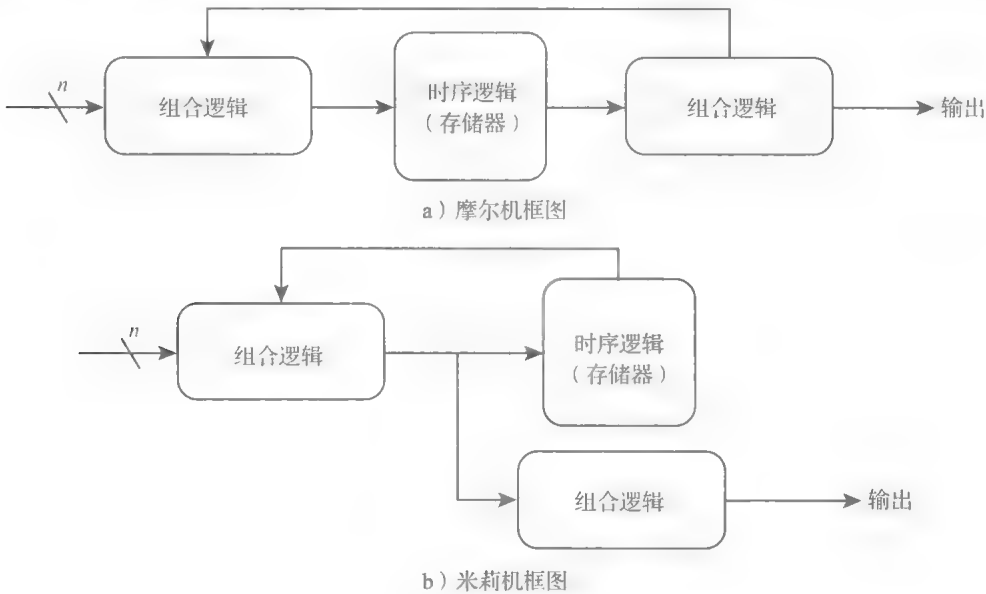 n
组合逻辑
时序逻辑
（存储器）
组合逻辑
输出
a）摩尔机框图
n
组合逻辑
时序逻辑
（存储器）
组合逻辑
输出
b）米莉机框图